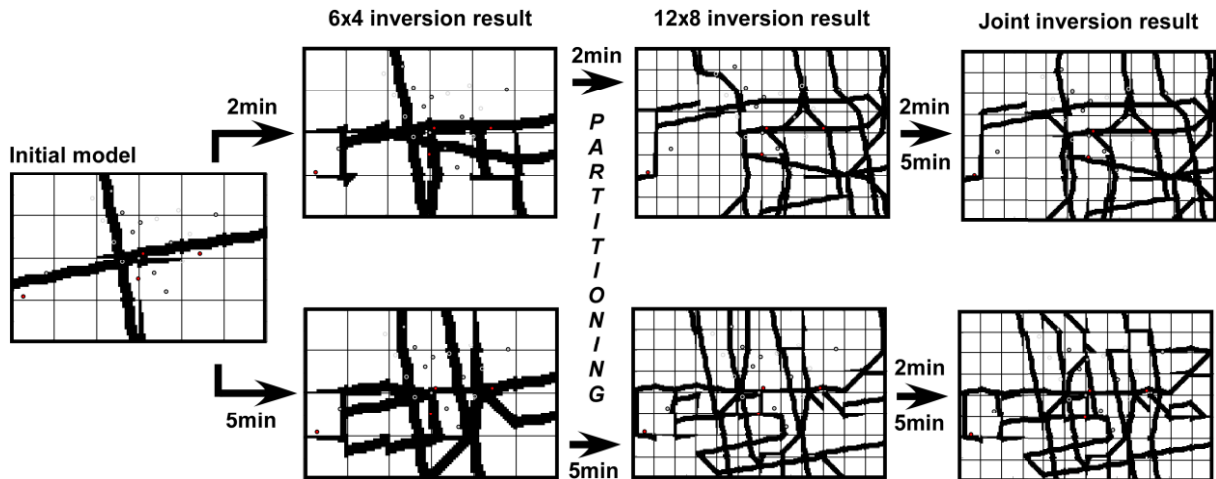 6x4 inversion result
12x8 inversion result
Joint inversion result
2min
2min
2min
5min
Initial model
PARTITIONING
5min
5min
2min
5min